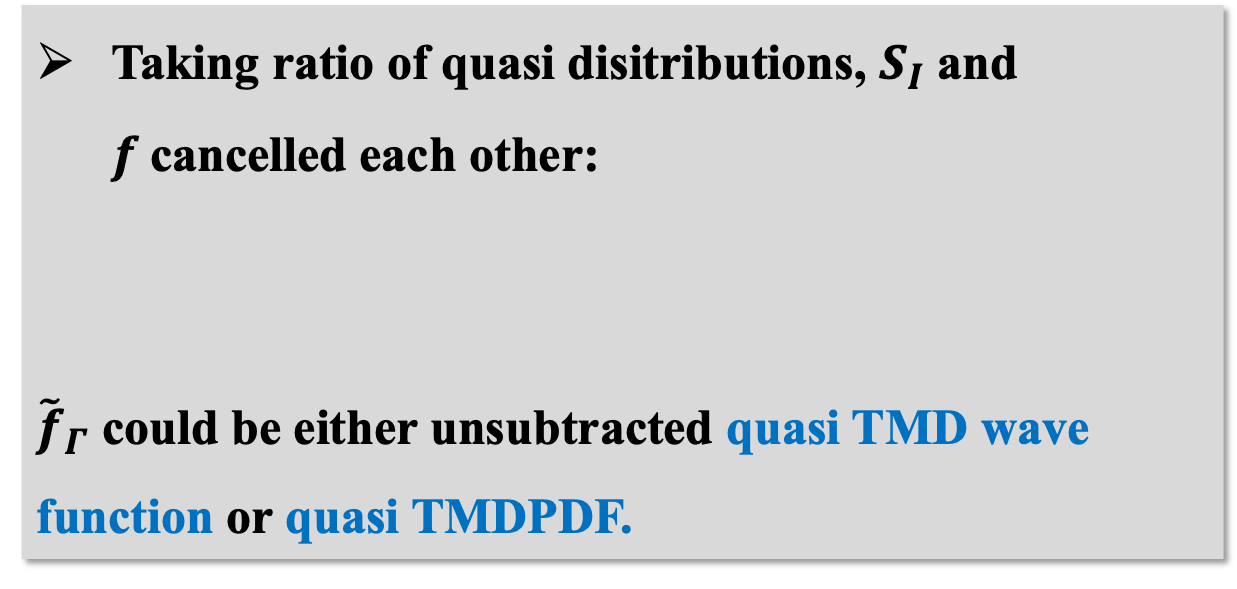 ➢ Taking ratio of quasi disitributions, S_I and
f cancelled each other:
f̃_Γ could be either unsubtracted quasi TMD wave
function or quasi TMDPDF.